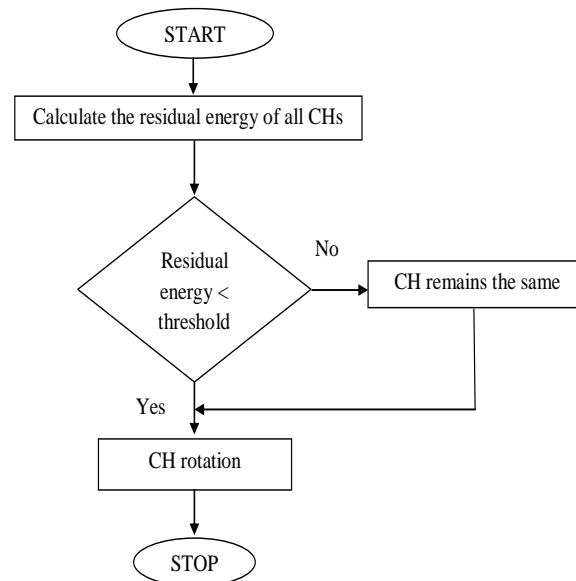 START
Calculate the residual energy of all CHs
Residual
energy <
threshold
No
CH remains the same
Yes
CH rotation
STOP